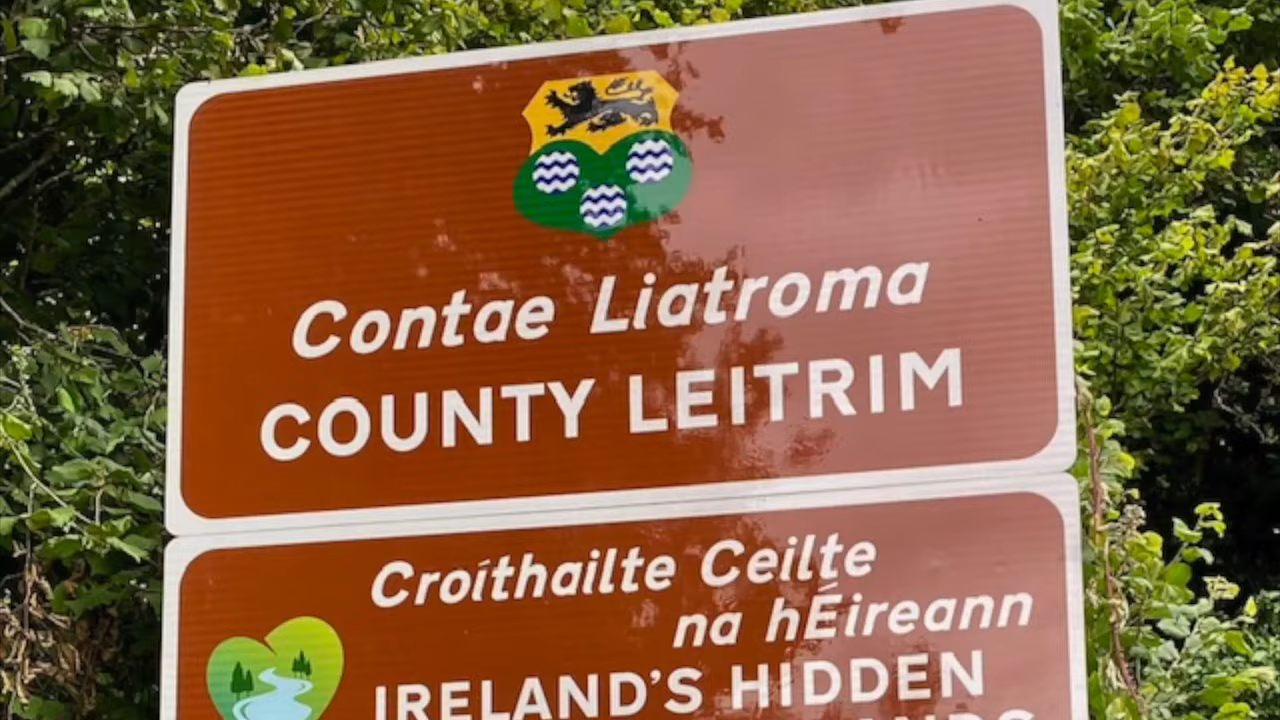 Contae Liatroma
COUNTY LEITRIM
Croíthailte Ceilte
na hÉireann
IRELAND'S HIDDEN